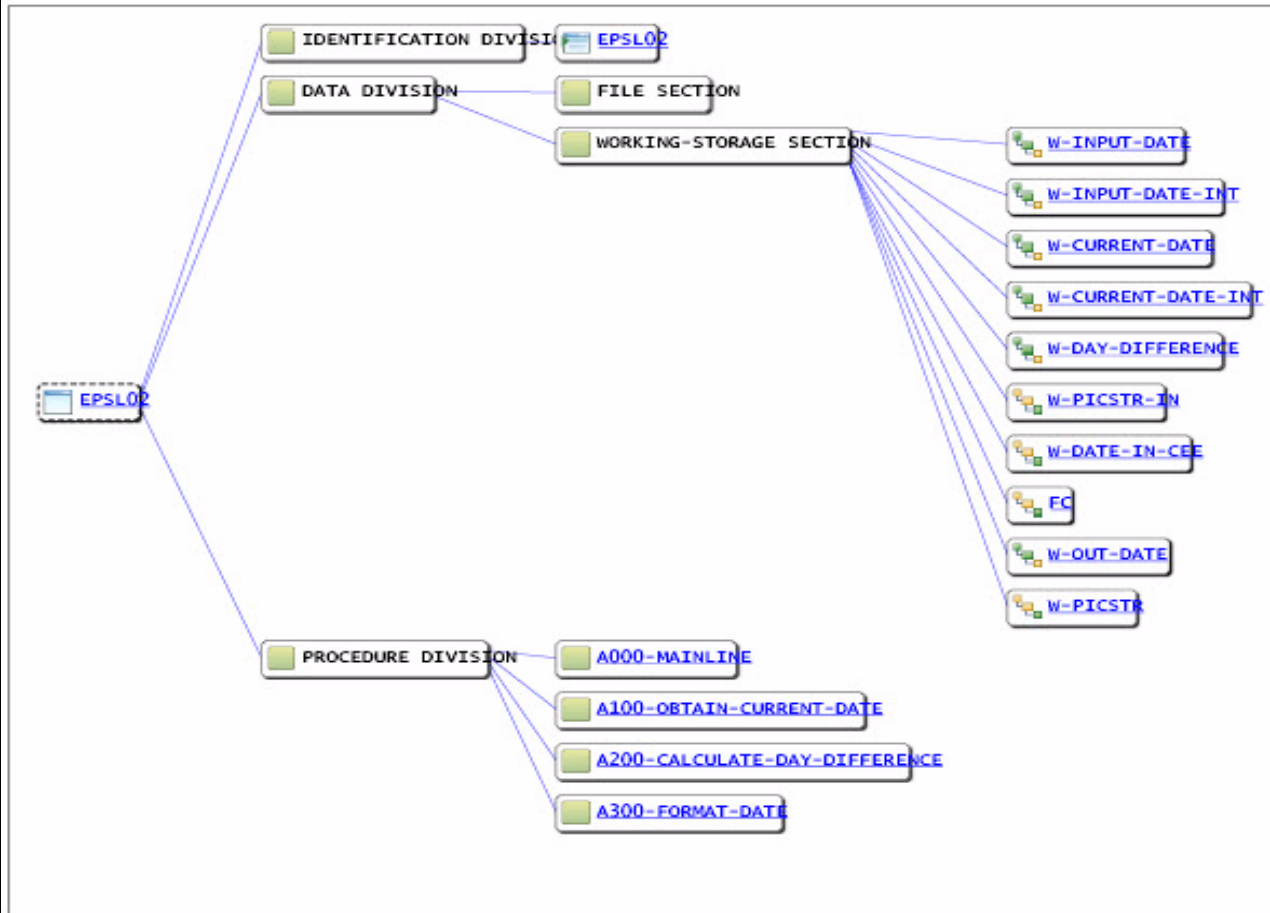 IDENTIFICATION DIVISIO
EPSL02
DATA DIVISION
FILE SECTION
WORKING-STORAGE SECTION
W-INPUT-DATE
W-INPUT-DATE-INT
W-CURRENT-DATE
W-CURRENT-DATE-INT
W-DAY-DIFFERENCE
EPSL02
W-PICSTR-IN
W-DATE-IN-CEE
FC
W-OUT-DATE
W-PICSTR
PROCEDURE DIVISION
A000-MAINLINE
A100-OBTAIN-CURRENT-DATE
A200-CALCULATE-DAY-DIFFERENCE
A300-FORMAT-DATE